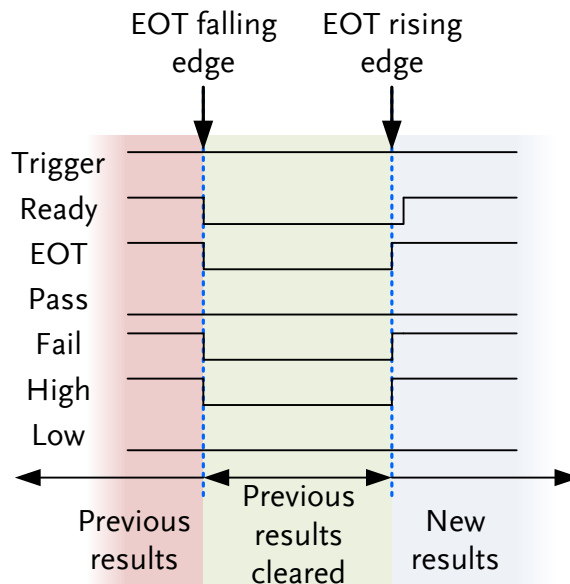 EOT falling
edge
EOT rising
edge
Trigger
Ready
EOT
Pass
Fail
High
Low
Previous
results
Previous
results
cleared
New
results